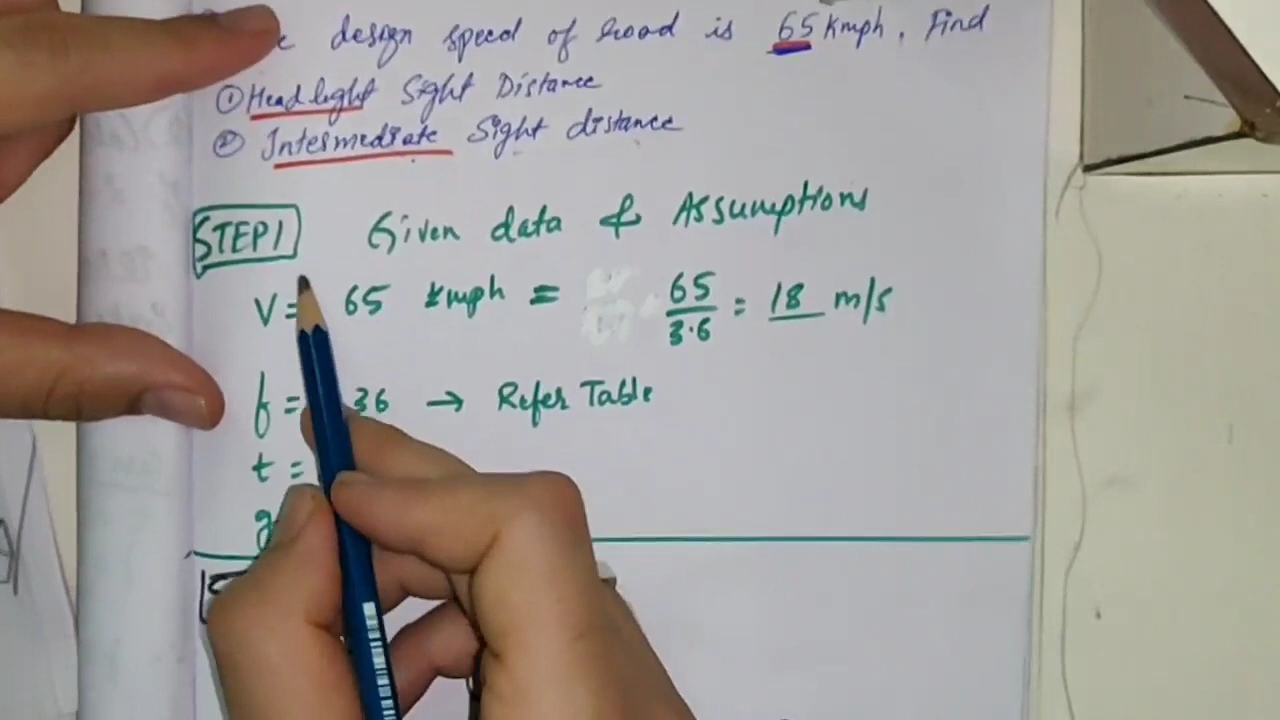 design speed of road is 65 Kmph. Find
① Headlight Sight Distance
② Intermediate Sight distance
STEP1 Given data & Assumptions
V = 65 kmph = 65/3.6 = 18 m/s
f = 36 → Refer Table
t =
g